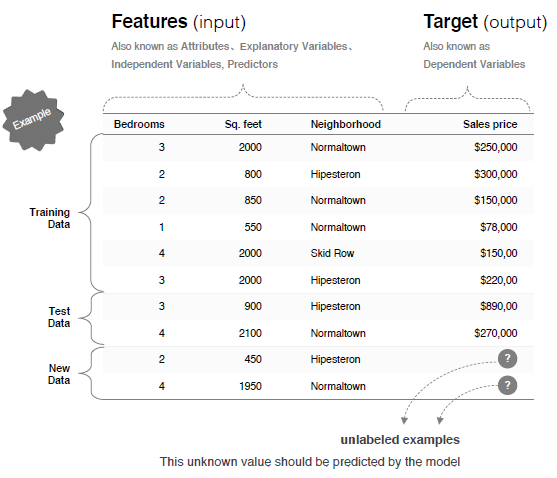 Features (input)
Target (output)
Also known as Attributes、Explanatory Variables、
Independent Variables, Predictors
Also known as
Dependent Variables
Example
Bedrooms Sq. feet Neighborhood Sales price
3 2000 Normaltown $250,000
2 800 Hipesteron $300,000
2 850 Normaltown $150,000
1 550 Normaltown $78,000
4 2000 Skid Row $150,00
3 2000 Hipesteron $220,00
3 900 Hipesteron $890,00
4 2100 Normaltown $270,000
2 450 Hipesteron ?
4 1950 Normaltown ?
Training
Data
Test
Data
New
Data
unlabeled examples
This unknown value should be predicted by the model